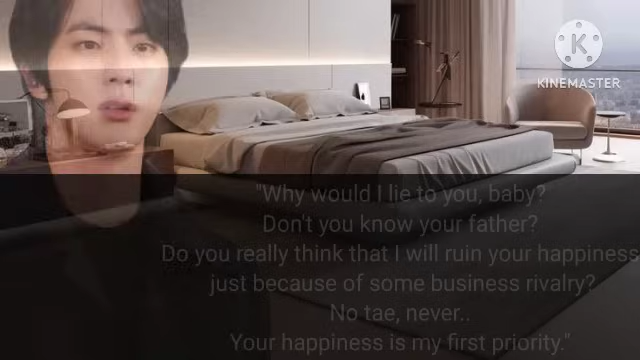 KINEMASTER
"Why would I lie to you, baby?
Don't you know your father?
Do you really think that I will ruin your happiness
just because of some business rivalry?
No tae, never..
Your happiness is my first priority."